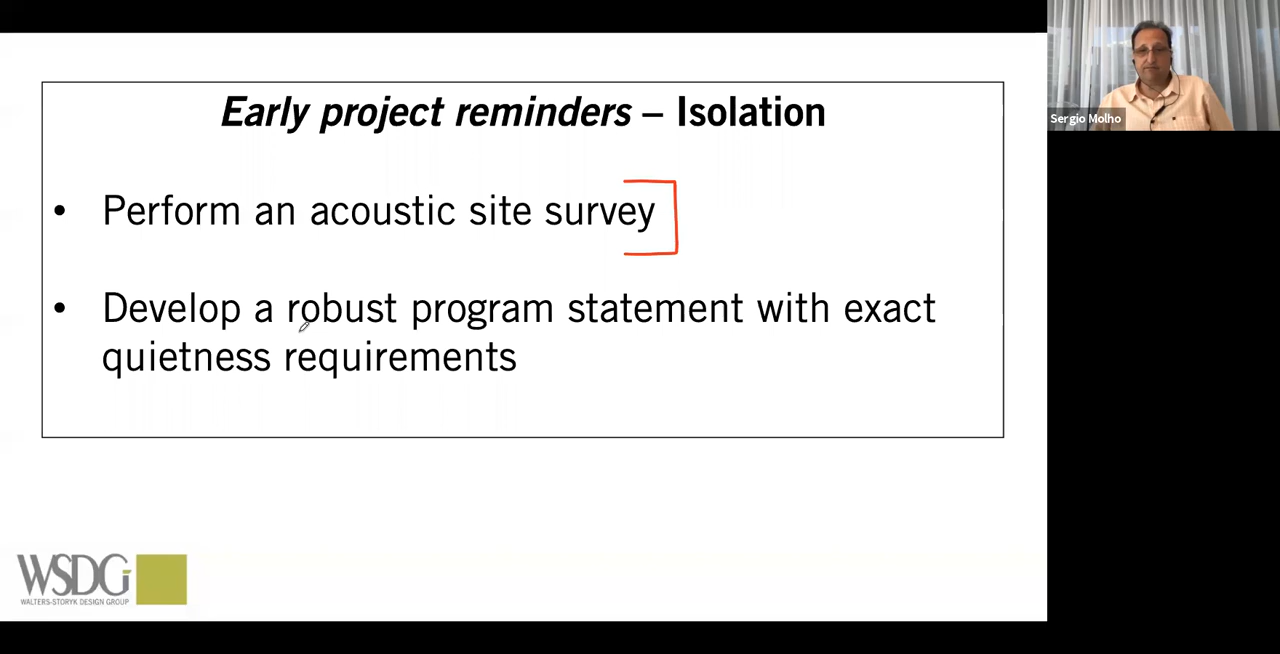 Early project reminders – Isolation
• Perform an acoustic site survey
• Develop a robust program statement with exact
quietness requirements
WSDG
WALTERS-STORYK DESIGN GROUP
Sergio Molho